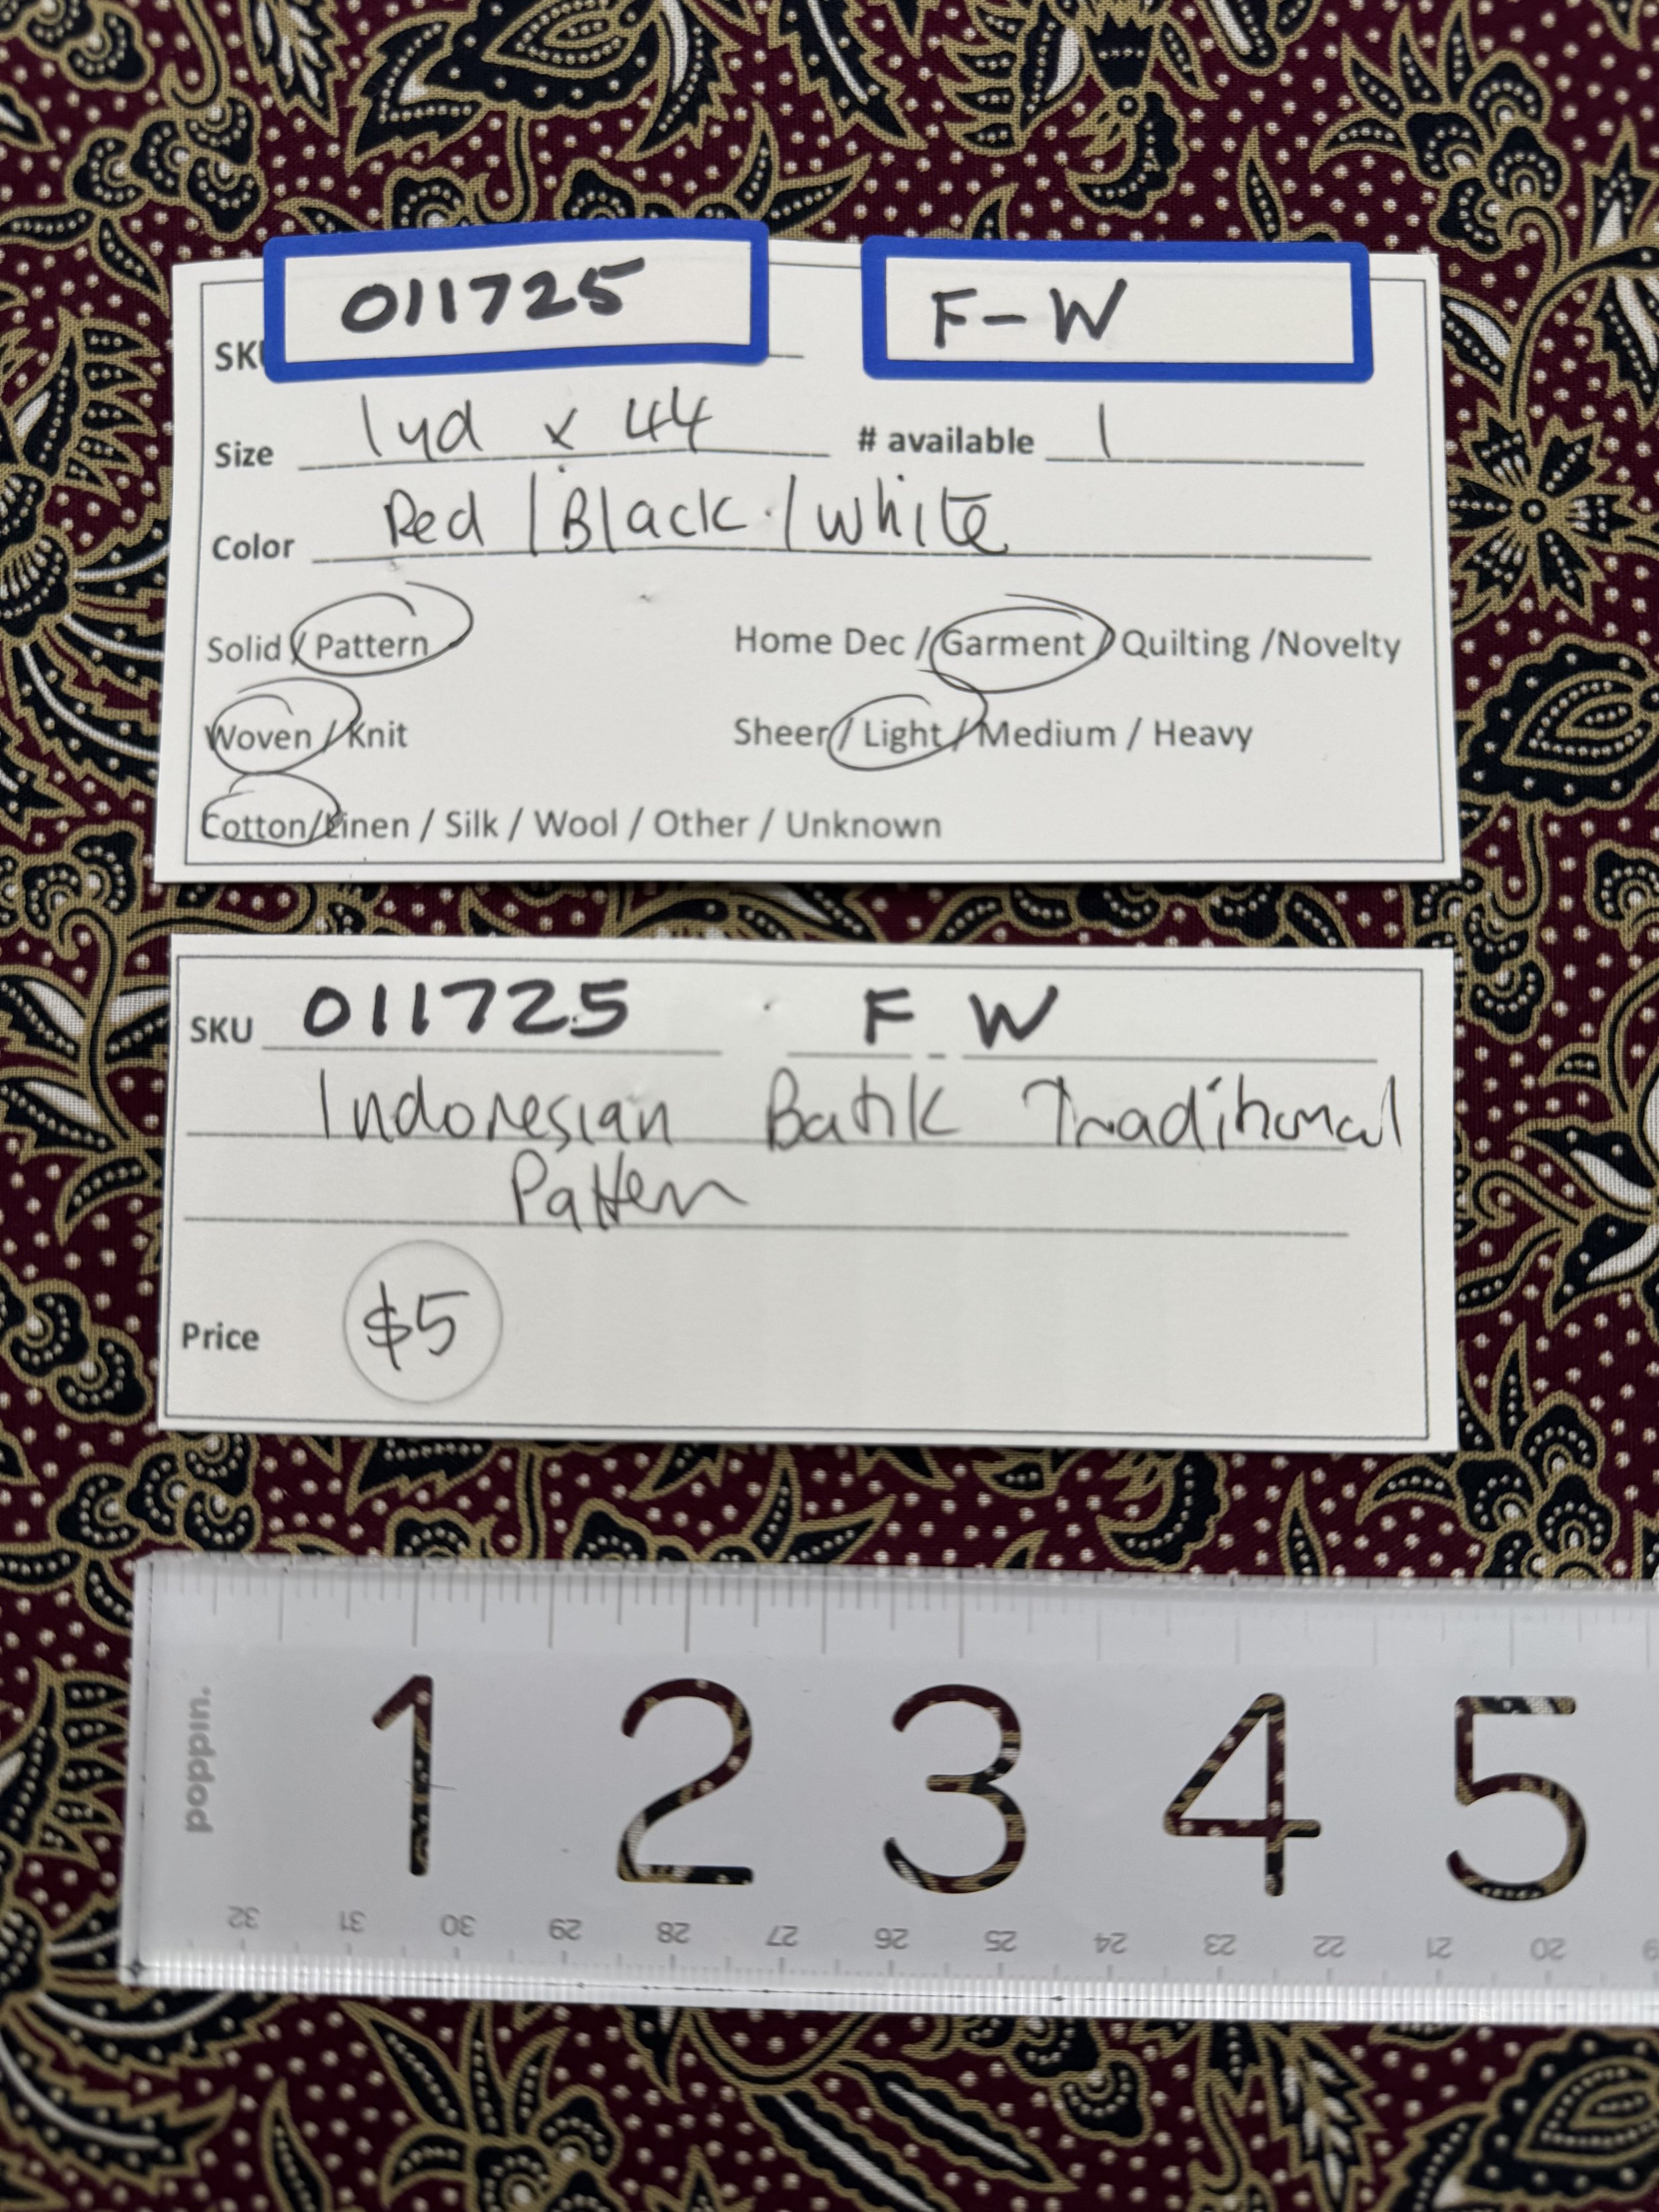 011725
F-W
SK
Size 1yd x 44 # available 1
Color Red / Black / White
Solid / Pattern Home Dec / Garment / Quilting /Novelty
Woven / Knit Sheer / Light / Medium / Heavy
Cotton/Linen / Silk / Wool / Other / Unknown
SKU 011725 F - W
Indonesian Batik Traditional
Pattern
Price $5
poppin.
1 2 3 4 5
32 31 30 29 28 27 26 25 24 23 22 21 20